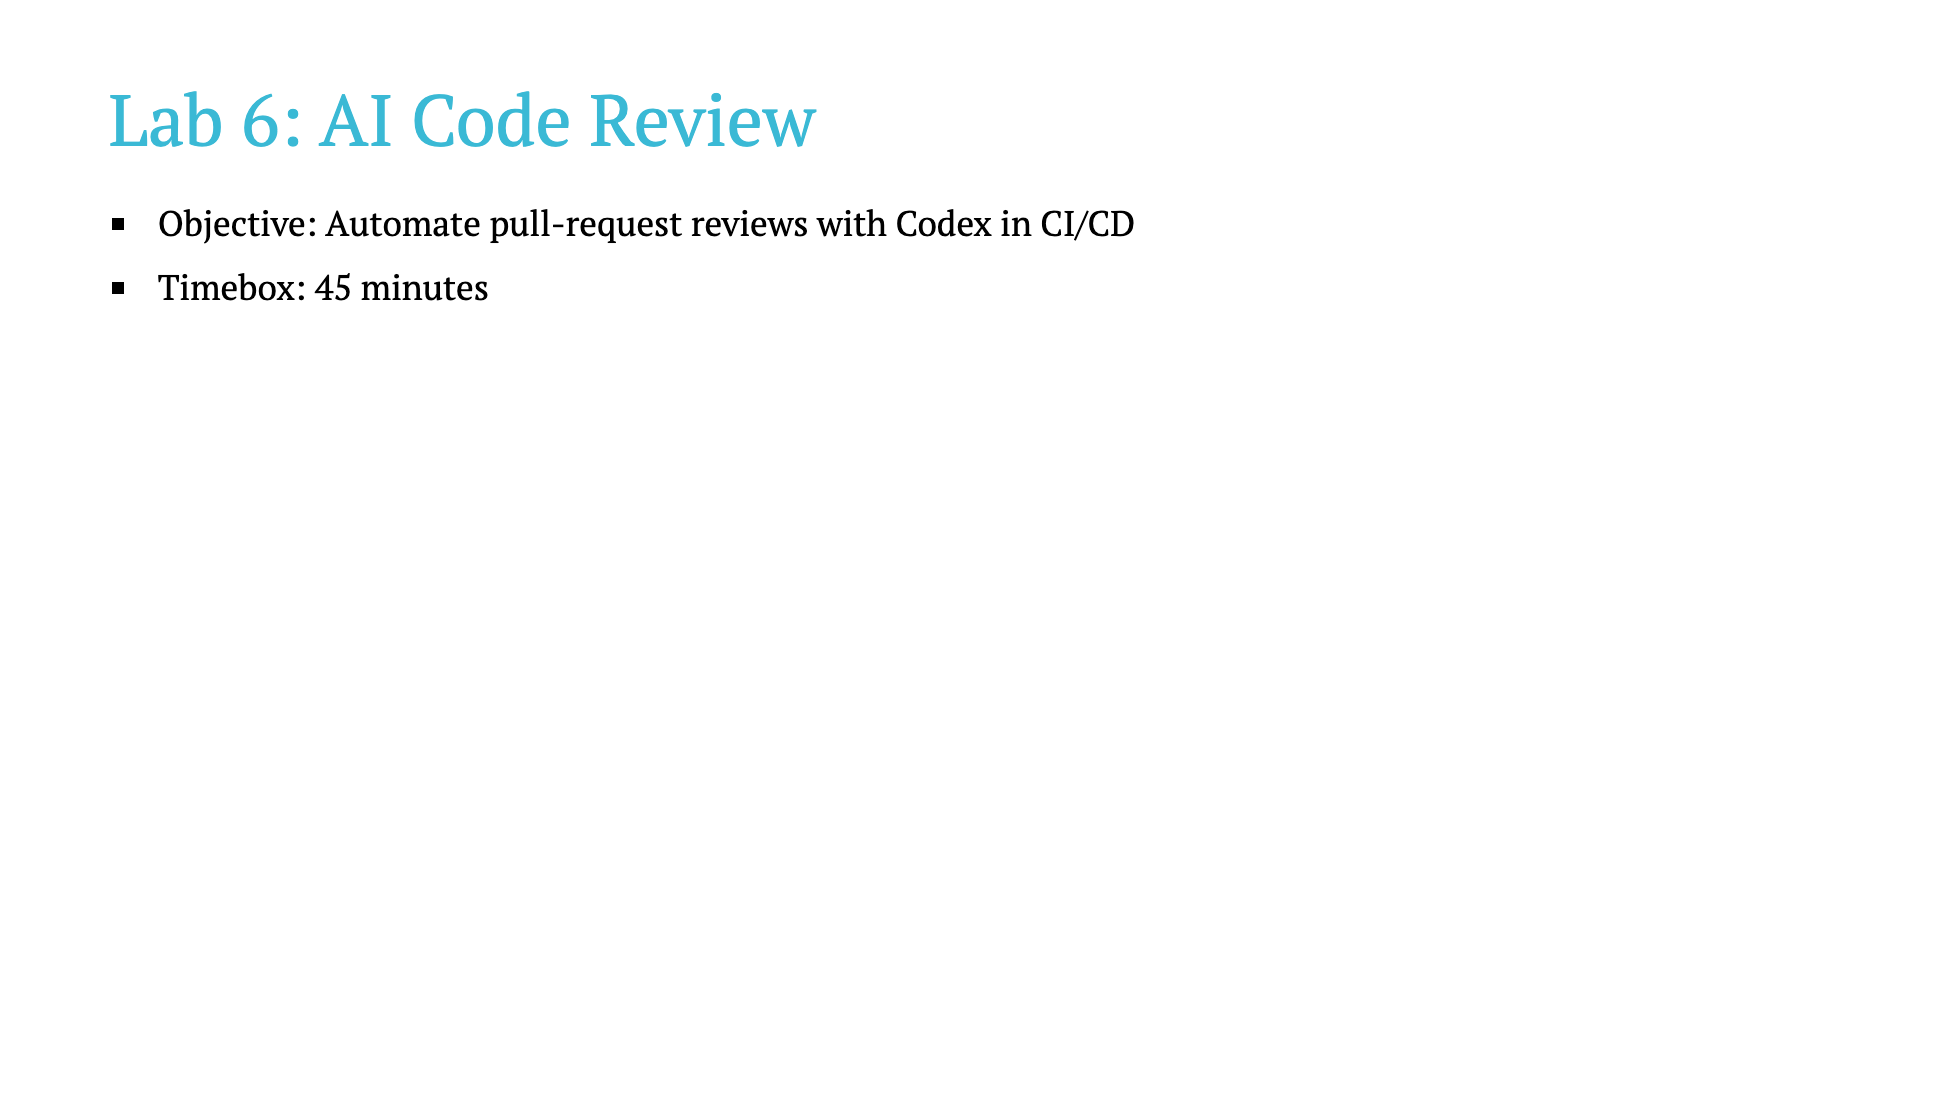 Lab 6: AI Code Review
▪ Objective: Automate pull-request reviews with Codex in CI/CD
▪ Timebox: 45 minutes